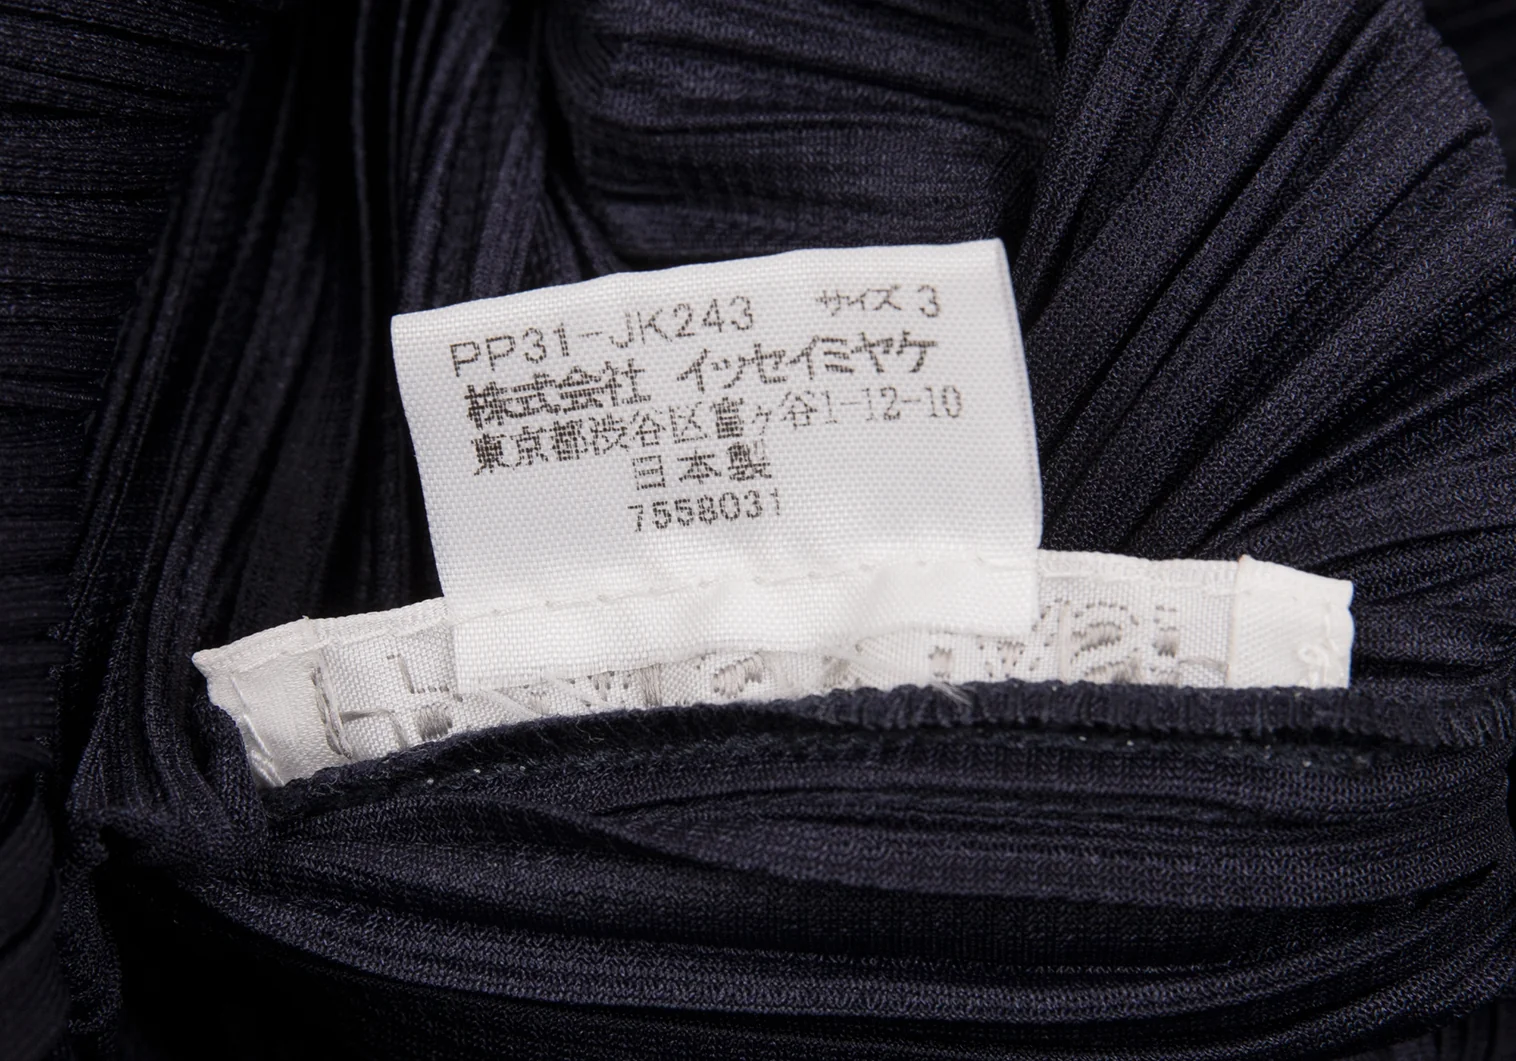 PP31-JK243 サイズ 3
株式会社 イッセイミヤケ
東京都渋谷区富ヶ谷1-12-10
日本製
7558031